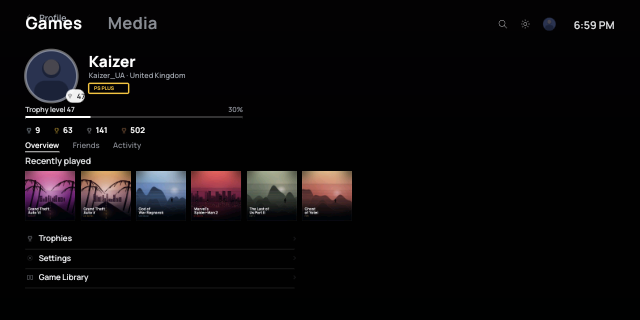 Profile
Games Media 6:59 PM
Kaizer
Kaizer_UA · United Kingdom
PS PLUS
47
Trophy level 47 30%
9 63 141 502
Overview Friends Activity
Recently played
Grand Theft
Auto VI
Grand Theft
Auto V
God of
War Ragnarök
Marvel's
Spider-Man 2
The Last of
Us Part II
Ghost
of Yotei
Trophies
Settings
Game Library